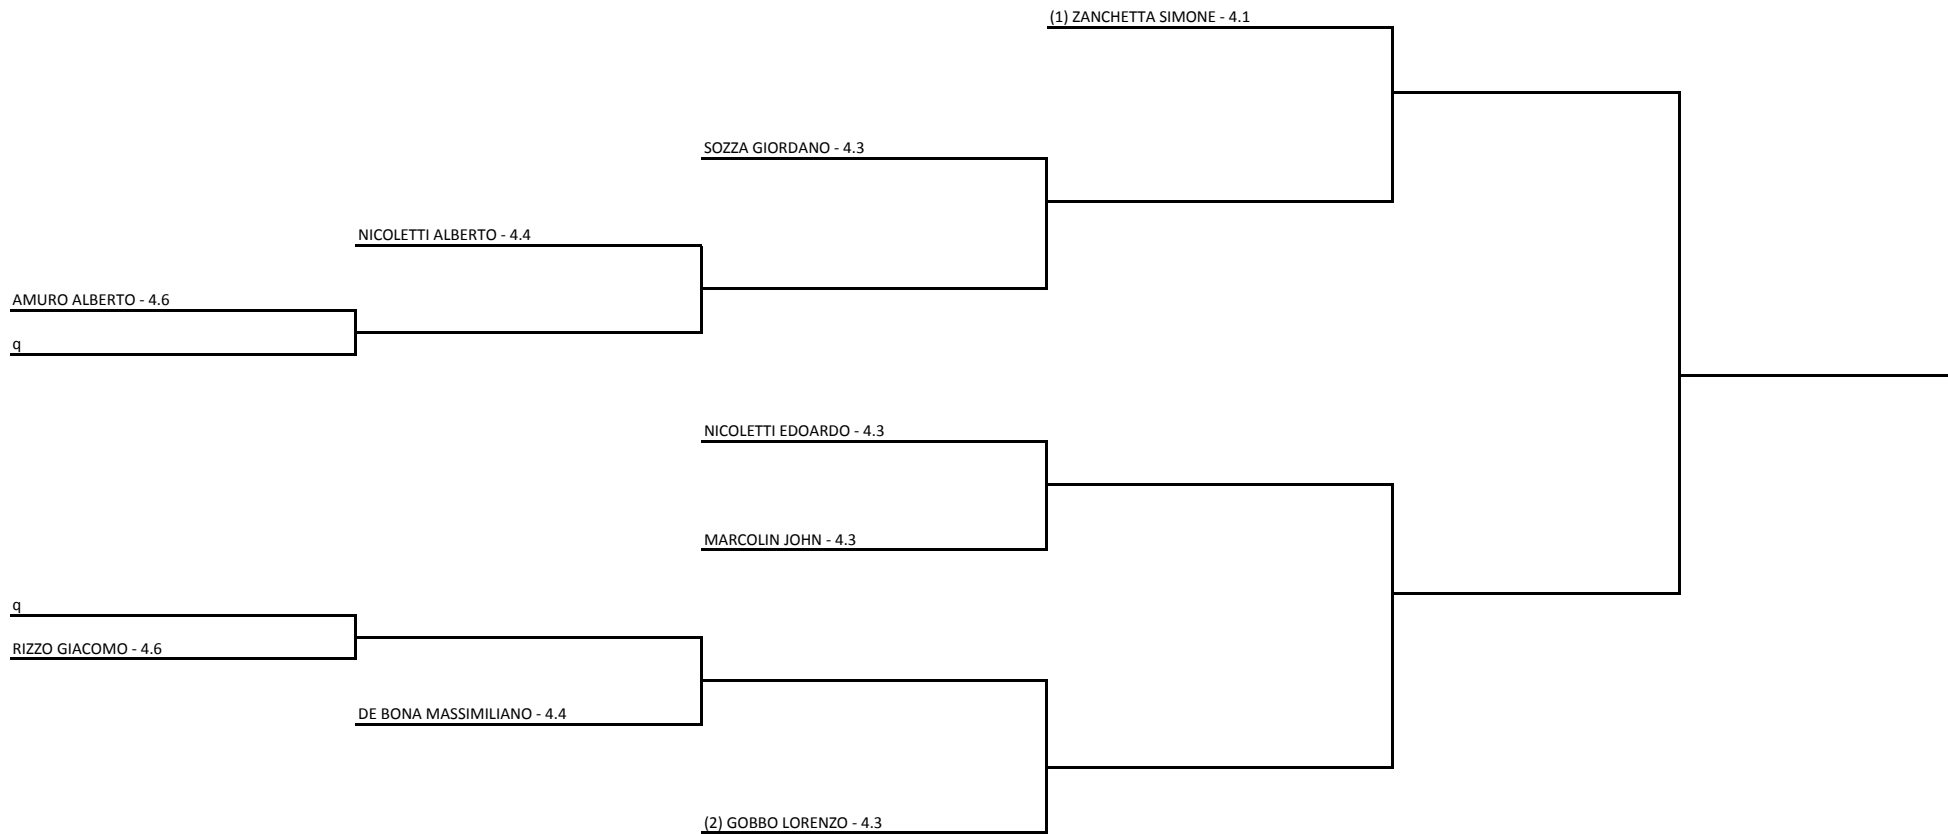 (1) ZANCHETTA SIMONE - 4.1
SOZZA GIORDANO - 4.3
NICOLETTI ALBERTO - 4.4
AMURO ALBERTO - 4.6
q
NICOLETTI EDOARDO - 4.3
MARCOLIN JOHN - 4.3
q
RIZZO GIACOMO - 4.6
DE BONA MASSIMILIANO - 4.4
(2) GOBBO LORENZO - 4.3